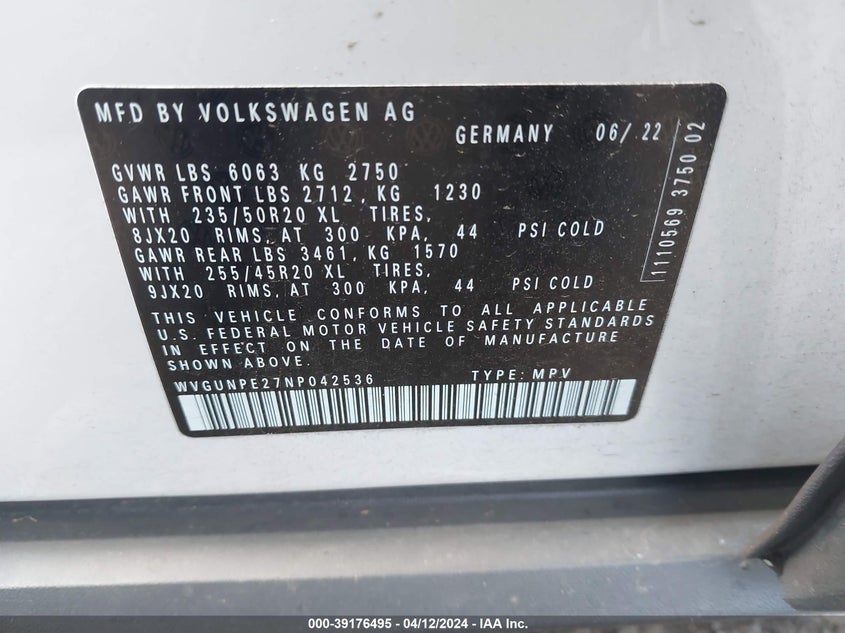 MFD BY VOLKSWAGEN AG
GERMANY 06/ 22
GVWR LBS 6063 KG 2750
GAWR FRONT LBS 2712, KG 1230
WITH 235/50R20 XL TIRES,
8JX20 RIMS, AT 300 KPA, 44 PSI COLD
GAWR REAR LBS 3461, KG 1570
WITH 255/45R20 XL TIRES,
9JX20 RIMS, AT 300 KPA, 44 PSI COLD
THIS VEHICLE CONFORMS TO ALL APPLICABLE
U.S. FEDERAL MOTOR VEHICLE SAFETY STANDARDS
IN EFFECT ON THE DATE OF MANUFACTURE
SHOWN ABOVE.
WVGUNPE27NP042536 TYPE: MPV
1110569 3750 02
000-39176495 - 04/12/2024 - IAA Inc.